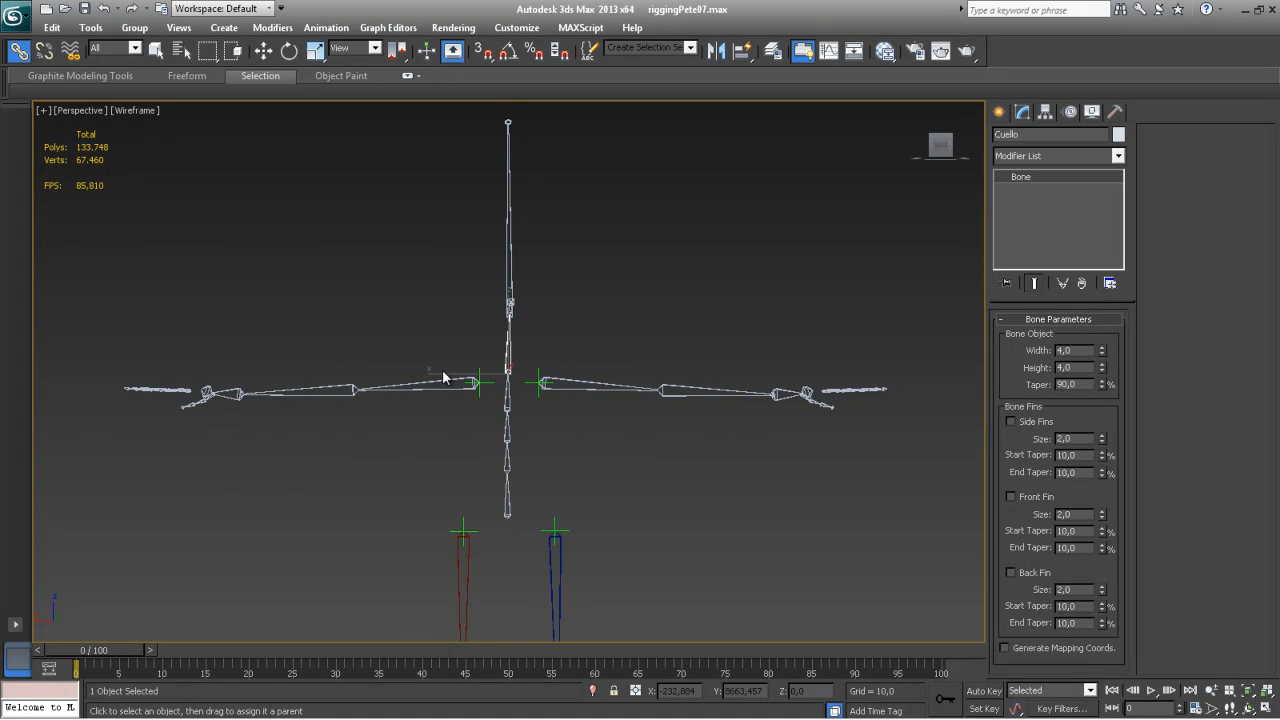 Workspace: Default
Autodesk 3ds Max 2013 x64
riggingPete07.max
Type a keyword or phrase
Edit Tools Group Views Create Modifiers Animation Graph Editors Rendering Customize MAXScript Help
All
View
Create Selection Se
Graphite Modeling Tools Freeform Selection Object Paint
[+] [Perspective] [Wireframe]
Total
Polys: 133.748
Verts: 67.460
FPS: 85,810
BACK
x
z
Cuello
Modifier List
Bone
- Bone Parameters
Bone Object
Width: 4,0
Height: 4,0
Taper: 90,0 %
Bone Fins
Side Fins
Size: 2,0
Start Taper: 10,0 %
End Taper: 10,0 %
Front Fin
Size: 2,0
Start Taper: 10,0 %
End Taper: 10,0 %
Back Fin
Size: 2,0
Start Taper: 10,0 %
End Taper: 10,0 %
Generate Mapping Coords.
< 0 / 100 >
0 5 10 15 20 25 30 35 40 45 50 55 60 65 70 75 80 85 90 95 100
1 Object Selected
X: -232,884 Y: 8663,457 Z: 0,0
Grid = 10,0
Auto Key Selected
Welcome to M
Click to select an object, then drag to assign it a parent
Add Time Tag
Set Key Key Filters... 0